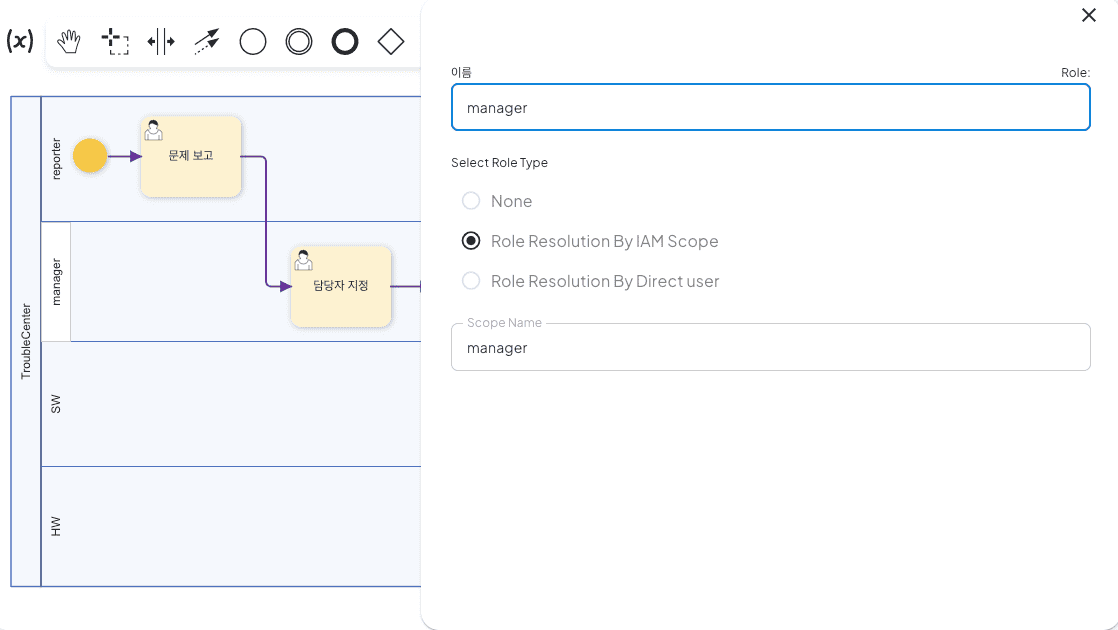 (x)
TroubleCenter
reporter
문제 보고
manager
담당자 지정
SW
HW
이름
Role:
manager
Select Role Type
None
Role Resolution By IAM Scope
Role Resolution By Direct user
Scope Name
manager